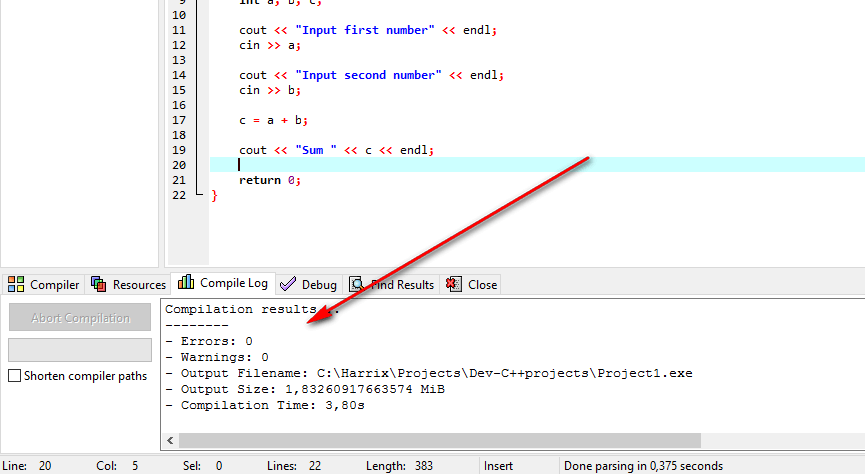 9 int a, b, c;
10
11 cout << "Input first number" << endl;
12 cin >> a;
13
14 cout << "Input second number" << endl;
15 cin >> b;
16
17 c = a + b;
18
19 cout << "Sum " << c << endl;
20
21 return 0;
22 }
Compiler Resources Compile Log Debug Find Results Close
Abort Compilation
Shorten compiler paths
Compilation results...
--------
- Errors: 0
- Warnings: 0
- Output Filename: C:\Harrix\Projects\Dev-C++projects\Project1.exe
- Output Size: 1,83260917663574 MiB
- Compilation Time: 3,80s
Line: 20 Col: 5 Sel: 0 Lines: 22 Length: 383 Insert Done parsing in 0,375 seconds